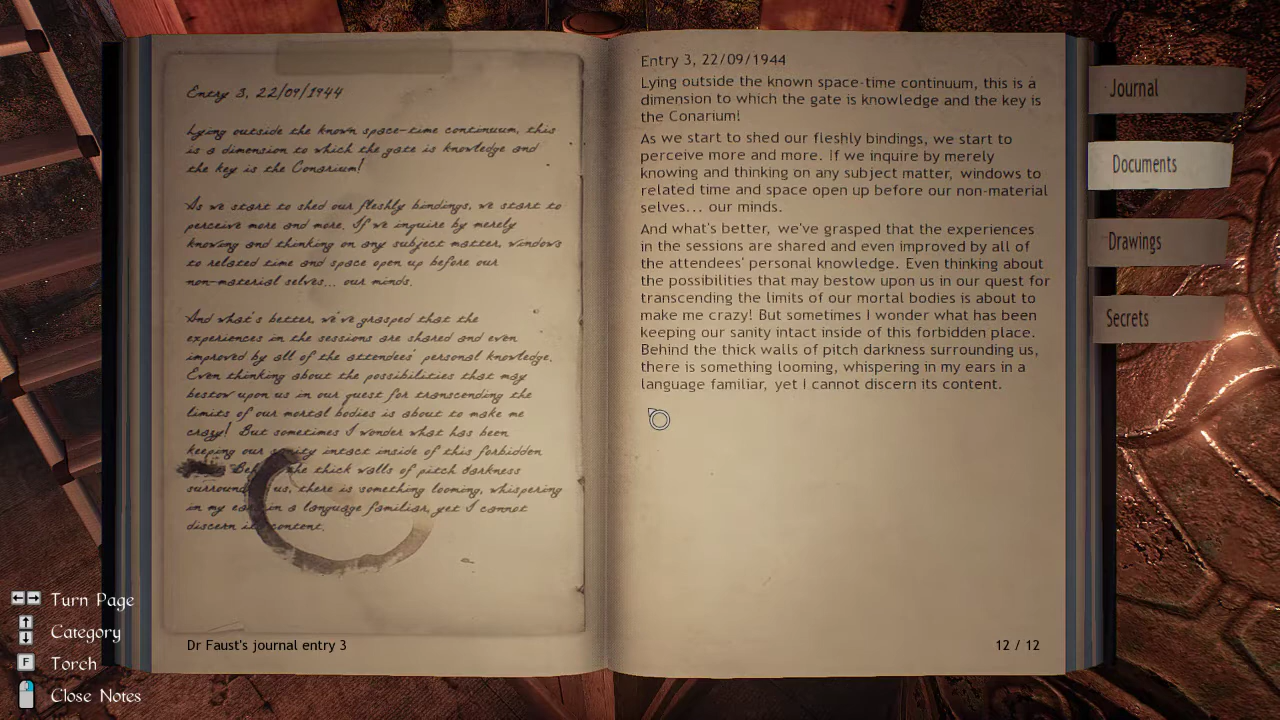 Entry 3, 22/09/1944
Lying outside the known space-time continuum, this
is a dimension to which the gate is knowledge and
the key is the Conarium!
As we start to shed our fleshly bindings, we start to
perceive more and more. If we inquire by merely
knowing and thinking on any subject matter, windows
to related time and space open up before our
non-material selves... our minds.
And what's better, we've grasped that the
experiences in the sessions are shared and even
improved by all of the attendees' personal knowledge.
Even thinking about the possibilities that may
bestow upon us in our quest for transcending the
limits of our mortal bodies is about to make me
crazy! But sometimes I wonder what has been
keeping our sanity intact inside of this forbidden
Behind the thick walls of pitch darkness
surrounding us, there is something looming, whispering
in my ears in a language familiar, yet I cannot
discern its content.
Dr Faust's journal entry 3
Entry 3, 22/09/1944
Lying outside the known space-time continuum, this is a
dimension to which the gate is knowledge and the key is
the Conarium!
As we start to shed our fleshly bindings, we start to
perceive more and more. If we inquire by merely
knowing and thinking on any subject matter, windows to
related time and space open up before our non-material
selves... our minds.
And what's better, we've grasped that the experiences
in the sessions are shared and even improved by all of
the attendees' personal knowledge. Even thinking about
the possibilities that may bestow upon us in our quest for
transcending the limits of our mortal bodies is about to
make me crazy! But sometimes I wonder what has been
keeping our sanity intact inside of this forbidden place.
Behind the thick walls of pitch darkness surrounding us,
there is something looming, whispering in my ears in a
language familiar, yet I cannot discern its content.
12 / 12
Journal
Documents
Drawings
Secrets
Turn Page
Category
F Torch
Close Notes